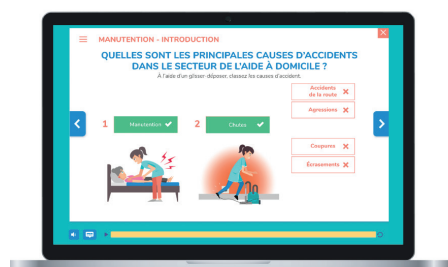 MANUTENTION - INTRODUCTION
QUELLES SONT LES PRINCIPALES CAUSES D'ACCIDENTS
DANS LE SECTEUR DE L'AIDE À DOMICILE ?
À l'aide d'un glisser-déposer, classez les causes d'accident.
Accidents
de la route
Agressions
1 Manutention
2 Chutes
Coupures
Écrasements